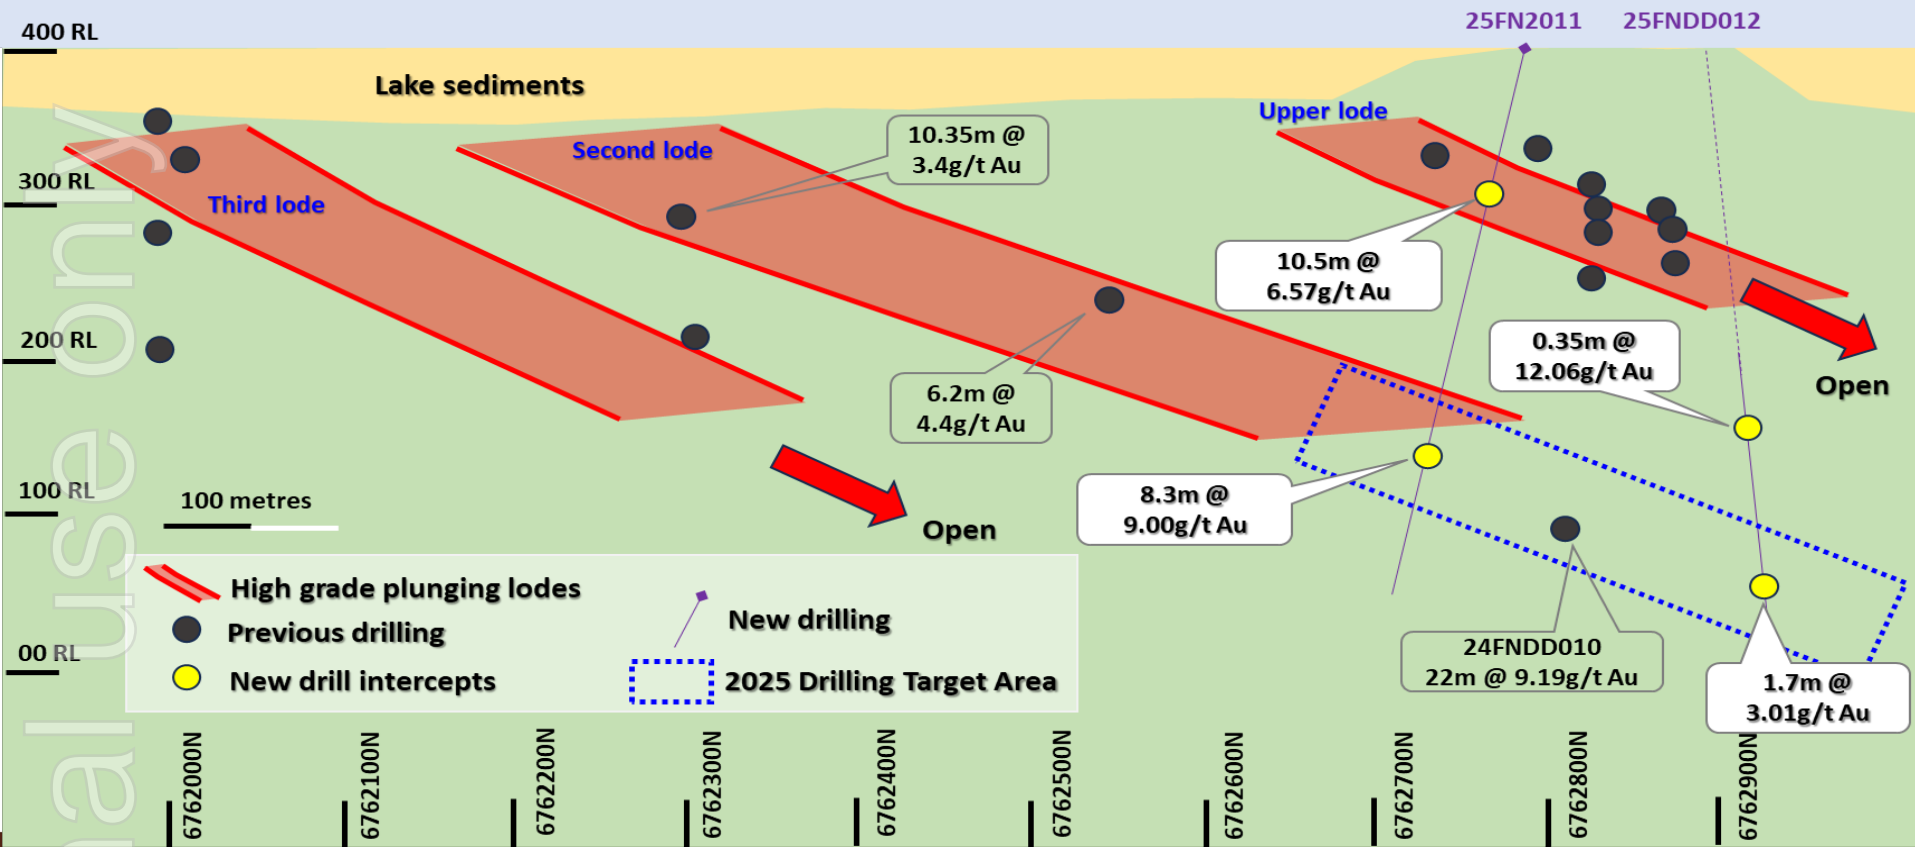 25FN2011
25FNDD012
400 RL
Lake sediments
Upper lode
10.35m @
3.4g/t Au
Second lode
300 RL
Third lode
10.5m @
6.57g/t Au
200 RL
0.35m @
12.06g/t Au
Open
6.2m @
4.4g/t Au
100 RL
100 metres
8.3m @
9.00g/t Au
Open
High grade plunging lodes
Previous drilling
New drill intercepts
New drilling
2025 Drilling Target Area
00 RL
24FNDD010
22m @ 9.19g/t Au
1.7m @
3.01g/t Au
6762000N
6762100N
6762200N
6762300N
6762400N
6762500N
6762600N
6762700N
6762800N
6762900N
nal use only